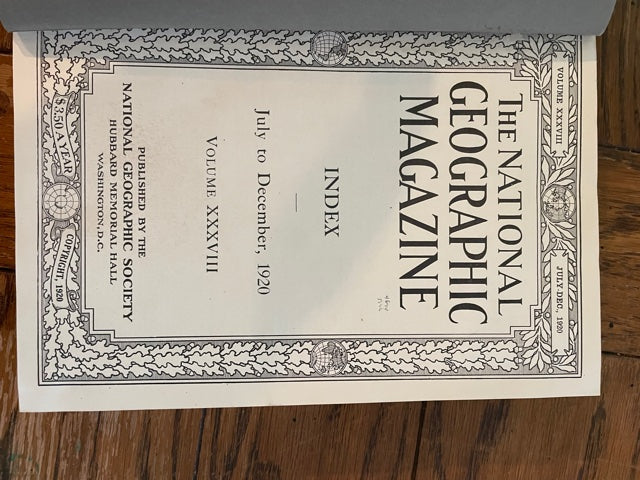 VOLUME XXXVIII
JULY-DEC., 1920
THE NATIONAL
GEOGRAPHIC
MAGAZINE
INDEX
July to December, 1920
VOLUME XXXVIII
PUBLISHED BY THE
NATIONAL GEOGRAPHIC SOCIETY
HUBBARD MEMORIAL HALL
WASHINGTON, D.C.
$3.50 A YEAR
COPYRIGHT, 1920